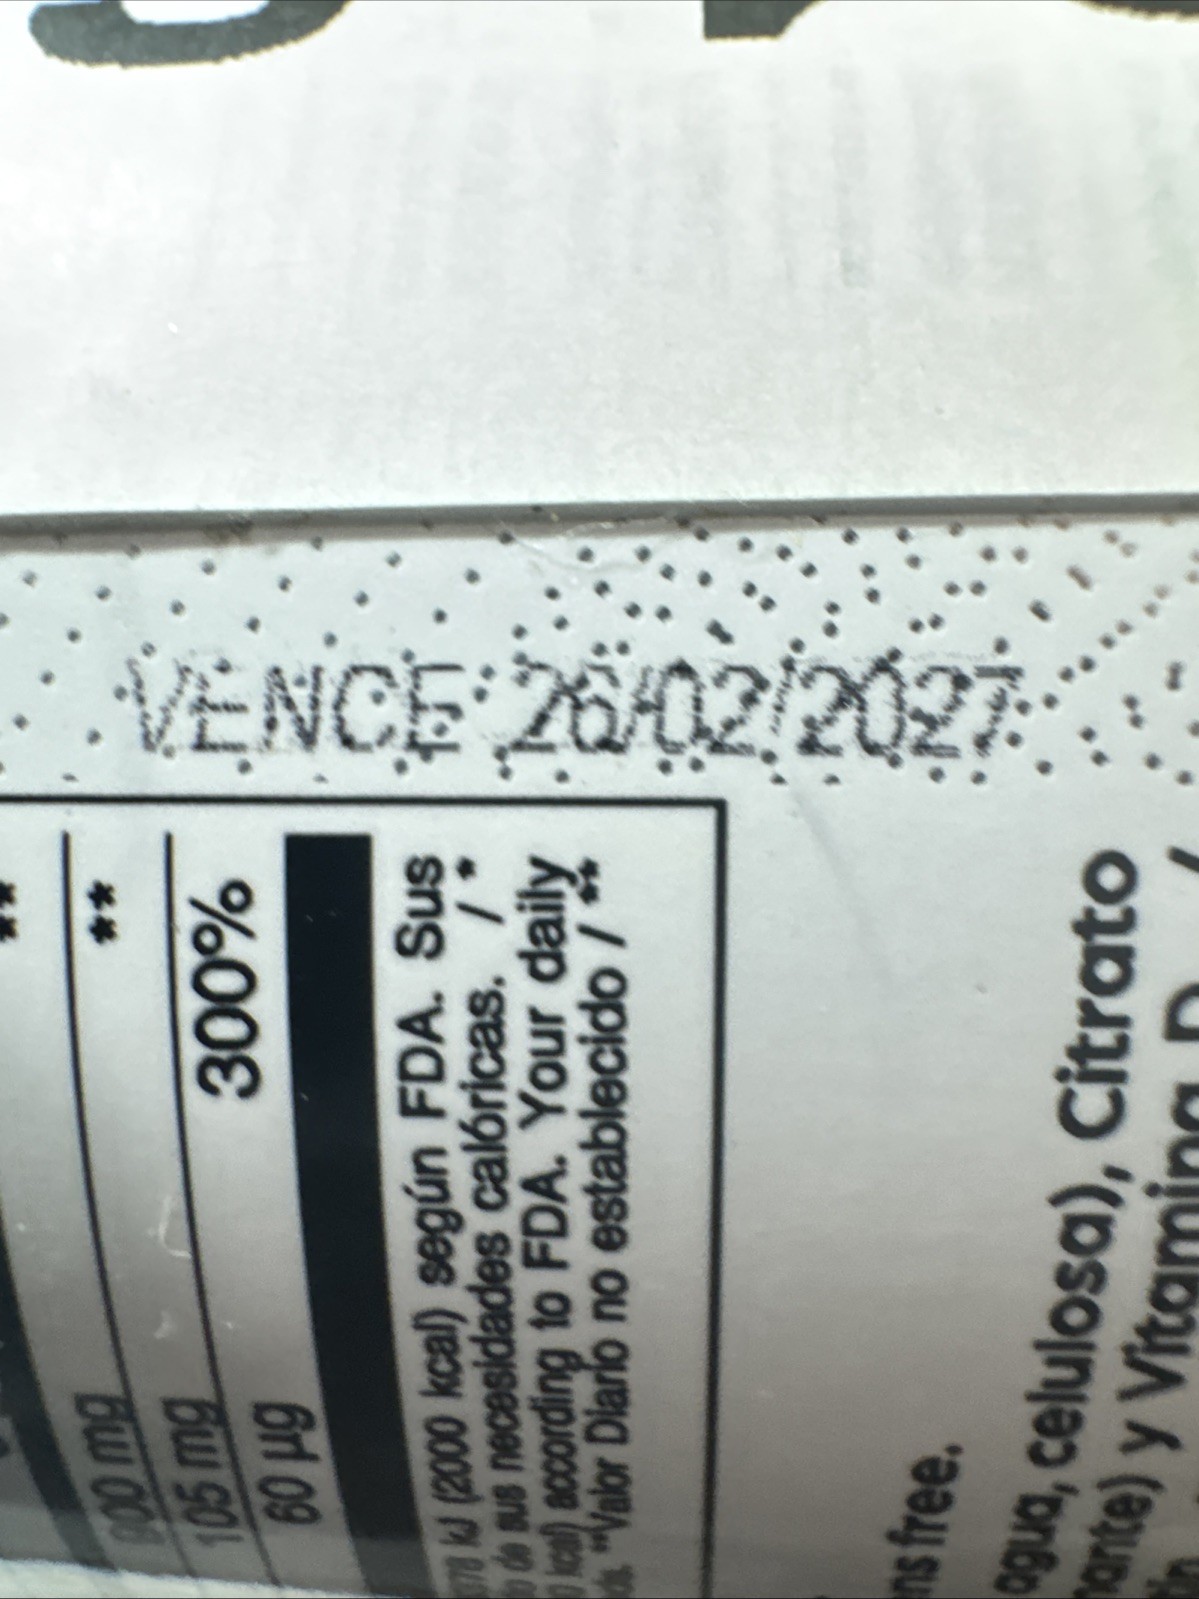 VENCE 26/02/2027
**
**
300%
mg
105 mg
60 µg
kJ (2000 kcal) según FDA. Sus
de sus necesidades calóricas. / *
kcal) according to FDA. Your daily
**Valor Diario no establecido / **
free.
agua, celulosa), Citrato
y Vitamina D. /